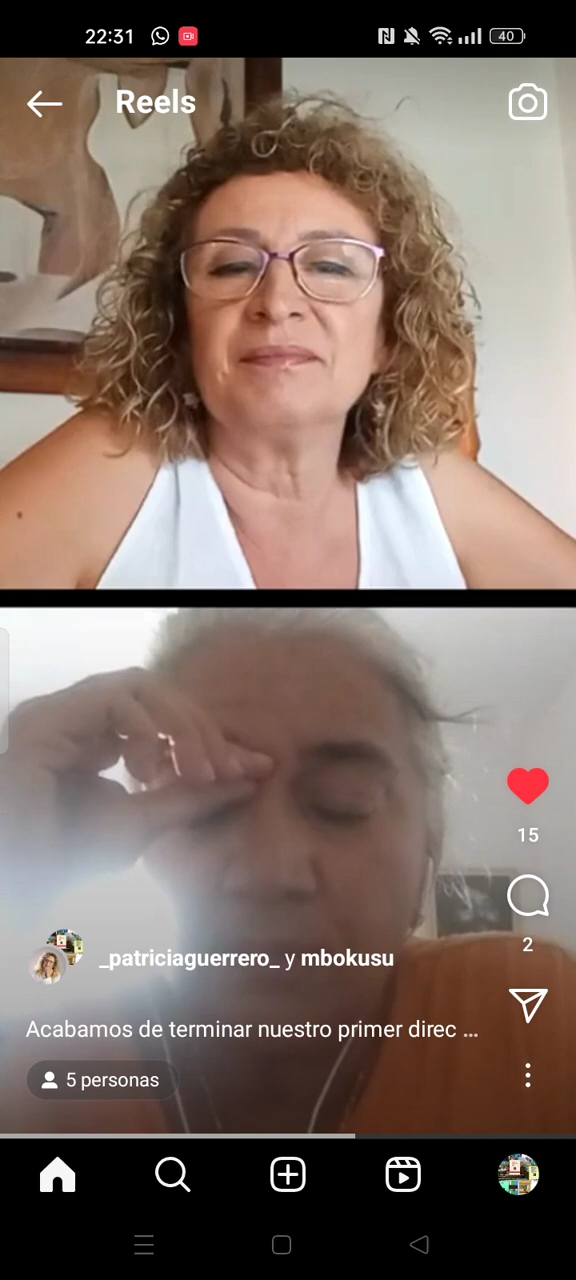 22:31
40
Reels
15
2
_patriciaguerrero_ y mbokusu
Acabamos de terminar nuestro primer direc ...
5 personas